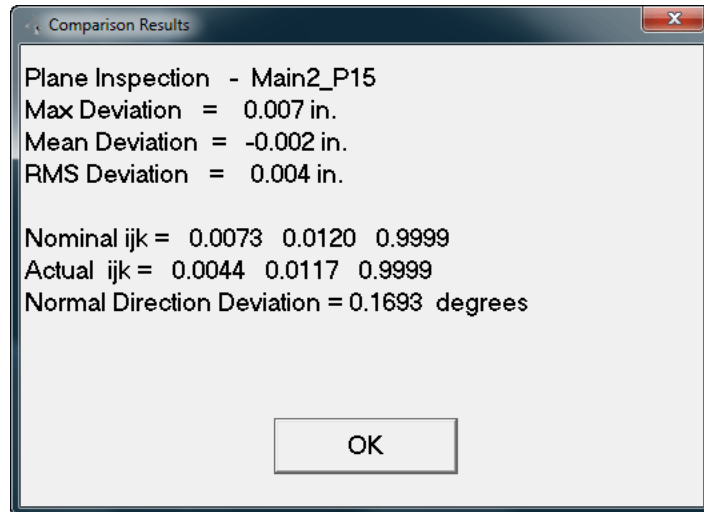 Comparison Results
Plane Inspection - Main2_P15
Max Deviation = 0.007 in.
Mean Deviation = -0.002 in.
RMS Deviation = 0.004 in.
Nominal ijk = 0.0073 0.0120 0.9999
Actual ijk = 0.0044 0.0117 0.9999
Normal Direction Deviation = 0.1693 degrees
OK